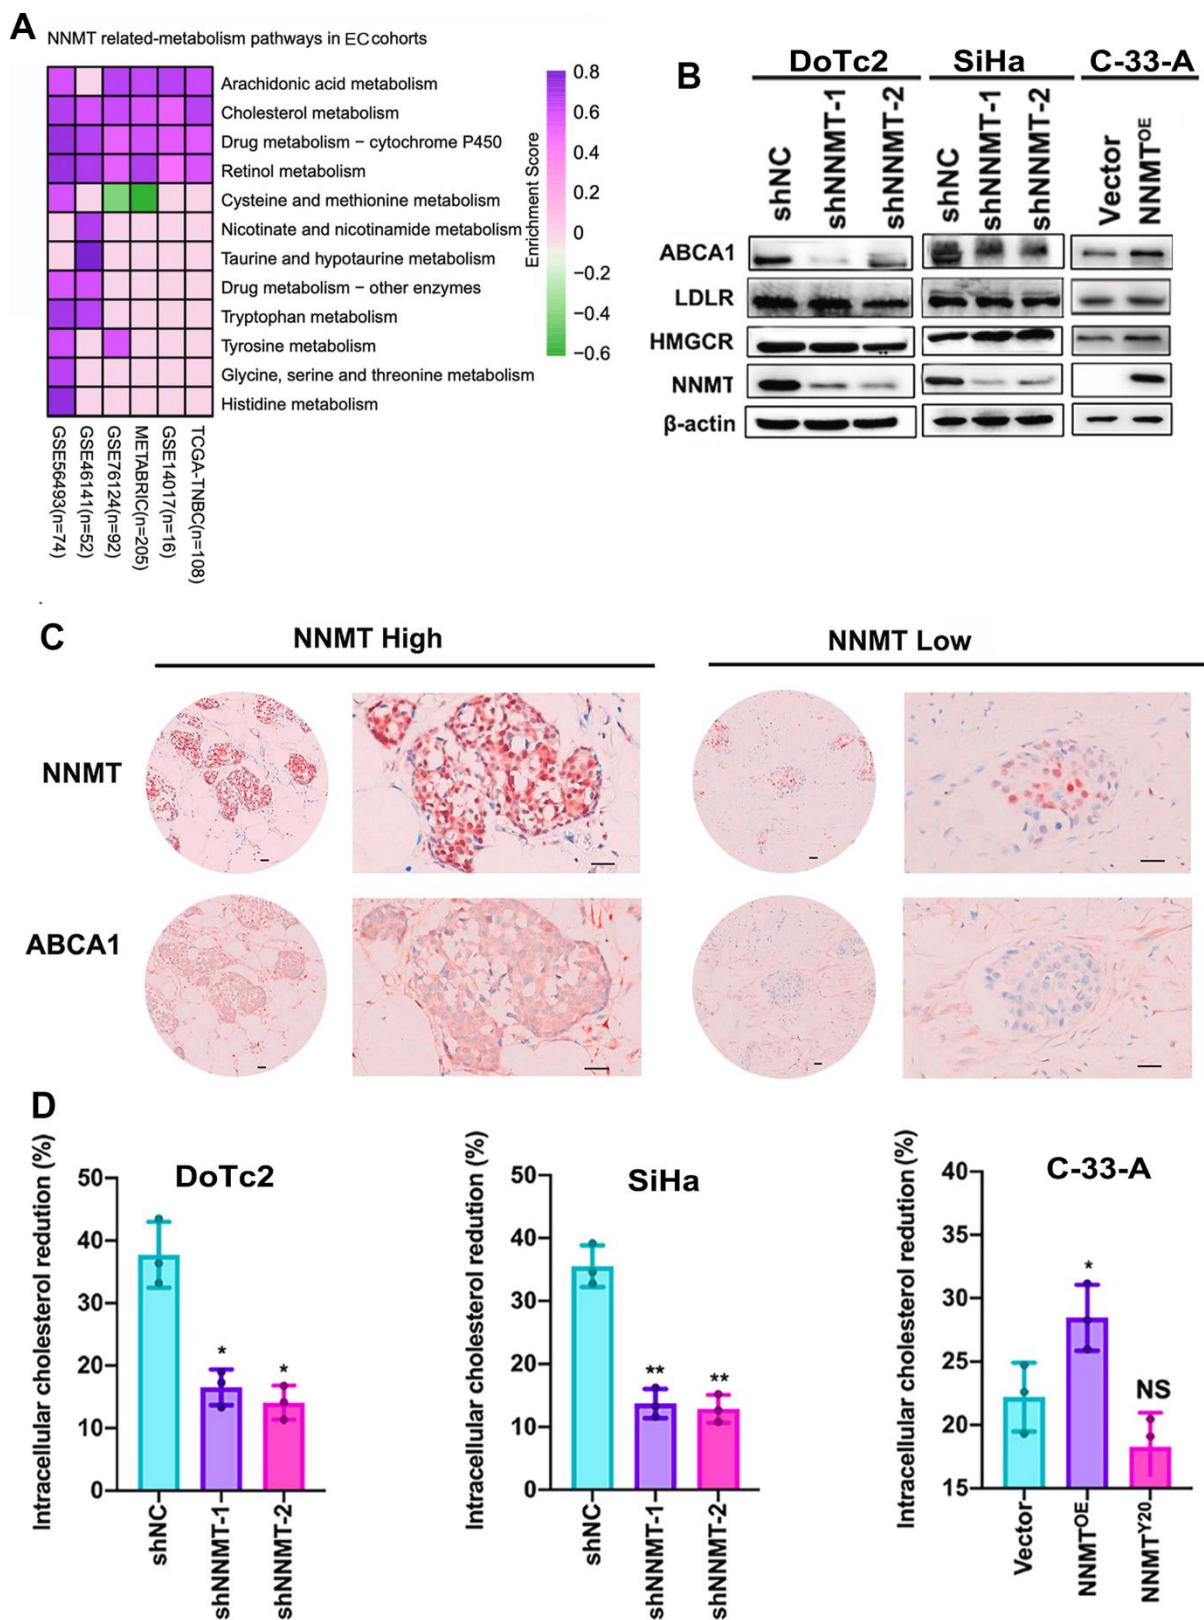 A
NNMT related-metabolism pathways in EC cohorts
Arachidonic acid metabolism
Cholesterol metabolism
Drug metabolism − cytochrome P450
Retinol metabolism
Cysteine and methionine metabolism
Nicotinate and nicotinamide metabolism
Taurine and hypotaurine metabolism
Drug metabolism − other enzymes
Tryptophan metabolism
Tyrosine metabolism
Glycine, serine and threonine metabolism
Histidine metabolism
GSE56493(n=74)
GSE46141(n=52)
GSE76124(n=92)
METABRIC(n=205)
GSE14017(n=16)
TCGA-TNBC(n=108)
Enrichment Score
0.8
0.6
0.4
0.2
0
−0.2
−0.4
−0.6
B
DoTc2
SiHa
C-33-A
shNC
shNNMT-1
shNNMT-2
shNC
shNNMT-1
shNNMT-2
Vector
NNMTOE
ABCA1
LDLR
HMGCR
NNMT
β-actin
C
NNMT High
NNMT Low
NNMT
ABCA1
D
DoTc2
Intracellular cholesterol redution (%)
50
40
30
20
10
0
*
*
shNC
shNNMT-1
shNNMT-2
SiHa
Intracellular cholesterol redution (%)
50
40
30
20
10
0
**
**
shNC
shNNMT-1
shNNMT-2
C-33-A
Intracellular cholesterol redution (%)
40
35
30
25
20
15
*
NS
Vector
NNMTOE
NNMTY20